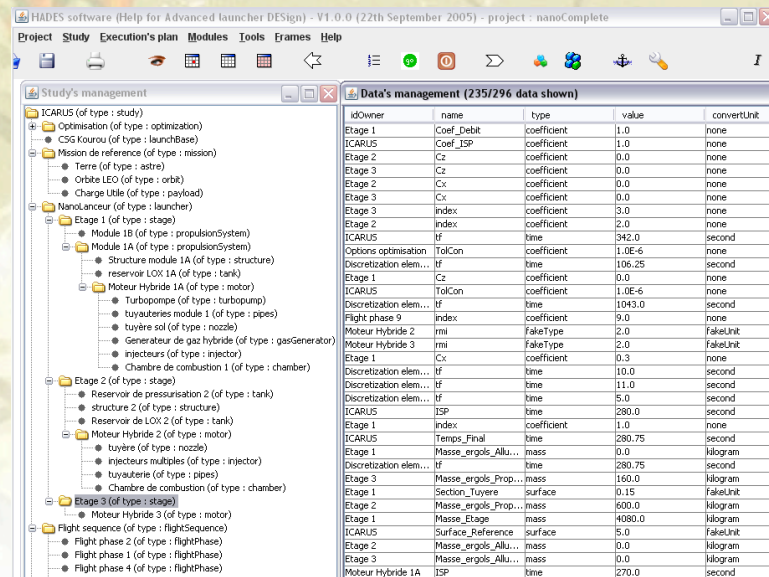 HADES software (Help for Advanced launcher DESign) - V1.0.0 (22th September 2005) - project : nanoComplete
Project Study Execution's plan Modules Tools Frames Help
go
I
Study's management
ICARUS (of type : study)
Optimisation (of type : optimization)
CSG Kourou (of type : launchBase)
Mission de reference (of type : mission)
Terre (of type : astre)
Orbite LEO (of type : orbit)
Charge Utile (of type : payload)
NanoLanceur (of type : launcher)
Etage 1 (of type : stage)
Module 1B (of type : propulsionSystem)
Module 1A (of type : propulsionSystem)
Structure module 1A (of type : structure)
reservoir LOX 1A (of type : tank)
Moteur Hybride 1A (of type : motor)
Turbopompe (of type : turbopump)
tuyauteries module 1 (of type : pipes)
tuyère sol (of type : nozzle)
Generateur de gaz hybride (of type : gasGenerator)
injecteurs (of type : injector)
Chambre de combustion 1 (of type : chamber)
Etage 2 (of type : stage)
Reservoir de pressurisation 2 (of type : tank)
structure 2 (of type : structure)
Reservoir de LOX 2 (of type : tank)
Moteur Hybride 2 (of type : motor)
tuyère (of type : nozzle)
injecteurs multiples (of type : injector)
tuyauterie (of type : pipes)
Chambre de combustion (of type : chamber)
Etage 3 (of type : stage)
Moteur Hybride 3 (of type : motor)
Flight sequence (of type : flightSequence)
Flight phase 2 (of type : flightPhase)
Flight phase 1 (of type : flightPhase)
Flight phase 4 (of type : flightPhase)
Data's management (235/296 data shown)
idOwner name type value convertUnit
Etage 1 Coef_Debit coefficient 1.0 none
ICARUS Coef_ISP coefficient 1.0 none
Etage 2 Cz coefficient 0.0 none
Etage 3 Cz coefficient 0.0 none
Etage 2 Cx coefficient 0.0 none
Etage 3 Cx coefficient 0.0 none
Etage 3 index coefficient 3.0 none
Etage 2 index coefficient 2.0 none
ICARUS tf time 342.0 second
Options optimisation TolCon coefficient 1.0E-6 none
Discretization elem... tf time 106.25 second
Etage 1 Cz coefficient 0.0 none
ICARUS TolCon coefficient 1.0E-6 none
Discretization elem... tf time 1043.0 second
Flight phase 9 index coefficient 9.0 none
Moteur Hybride 2 rmi fakeType 2.0 fakeUnit
Moteur Hybride 3 rmi fakeType 2.0 fakeUnit
Etage 1 Cx coefficient 0.3 none
Discretization elem... tf time 10.0 second
Discretization elem... tf time 11.0 second
Discretization elem... tf time 5.0 second
ICARUS ISP time 280.0 second
Etage 1 index coefficient 1.0 none
ICARUS Temps_Final time 280.75 second
Etage 1 Masse_ergols_Allu... mass 0.0 kilogram
Discretization elem... tf time 280.75 second
Etage 3 Masse_ergols_Prop... mass 160.0 kilogram
Etage 1 Section_Tuyere surface 0.15 fakeUnit
Etage 2 Masse_ergols_Prop... mass 600.0 kilogram
Etage 1 Masse_Etage mass 4080.0 kilogram
ICARUS Surface_Reference surface 5.0 fakeUnit
Etage 2 Masse_ergols_Allu... mass 0.0 kilogram
Etage 3 Masse_ergols_Allu... mass 0.0 kilogram
Moteur Hybride 1A ISP time 270.0 second